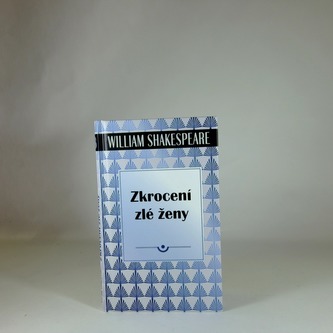 WILLIAM SHAKESPEARE
Zkrocení
zlé ženy